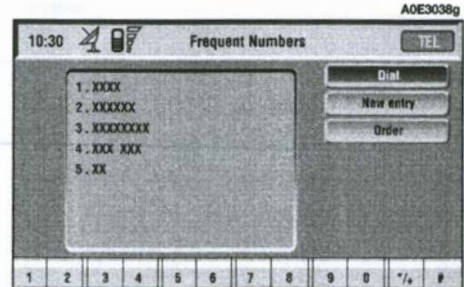 A0E3038g
10:30 Frequent Numbers TEL
1. XXXX
2. XXXXXX
3. XXXXXXXX
4. XXX XXX
5. XX
Dial
New entry
Order
1 2 3 4 5 6 7 8 9 0 */+ #